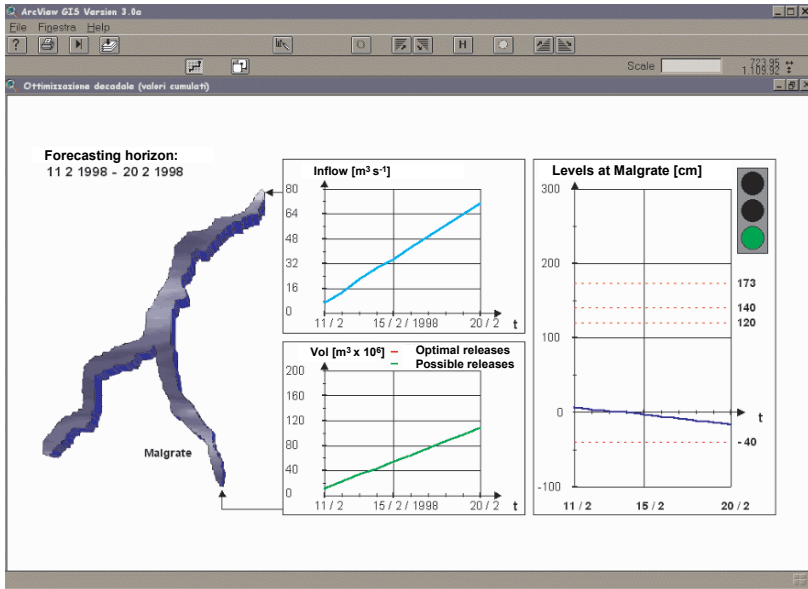 ArcView GIS Version 3.0a
File Finestra Help
?
H
Scale
723.95
1.109.92
Ottimizzazione decadale (valori cumulati)
Forecasting horizon:
11 2 1998 - 20 2 1998
Malgrate
Inflow [m³ s⁻¹]
80
64
48
32
16
0
11 / 2 15 / 2 / 1998 20 / 2 t
Vol [m³ x 10⁶] – Optimal releases
– Possible releases
200
160
120
80
40
0
11 / 2 15 / 2 / 1998 20 / 2 t
Levels at Malgrate [cm]
300
200
173
140
120
100
0
t
- 40
-100
11 / 2 15 / 2 20 / 2